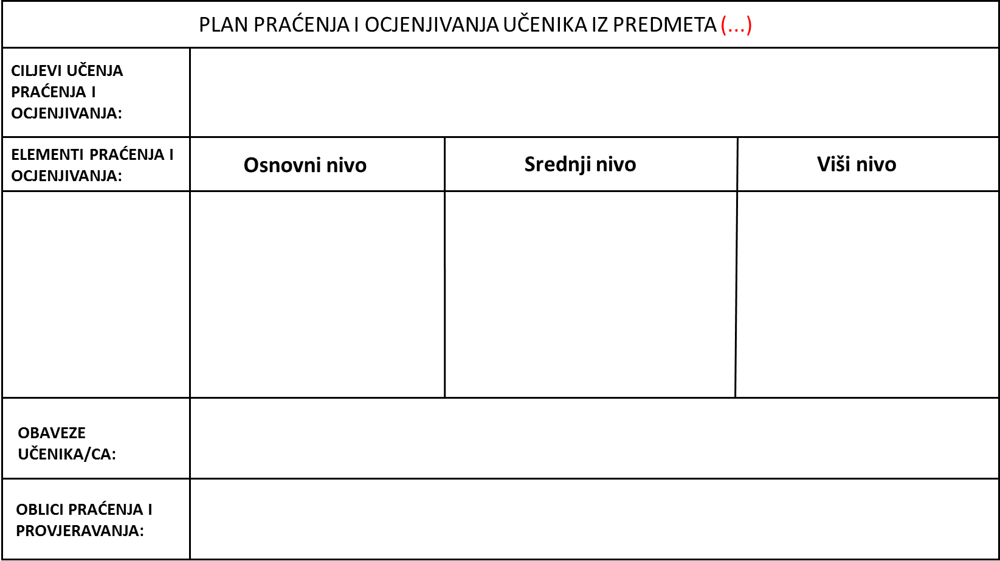 PLAN PRAĆENJA I OCJENJIVANJA UČENIKA IZ PREDMETA (...)
CILJEVI UČENJA
PRAĆENJA I
OCJENJIVANJA:
ELEMENTI PRAĆENJA I
OCJENJIVANJA:
Osnovni nivo
Srednji nivo
Viši nivo
OBAVEZE
UČENIKA/CA:
OBLICI PRAĆENJA I
PROVJERAVANJA: